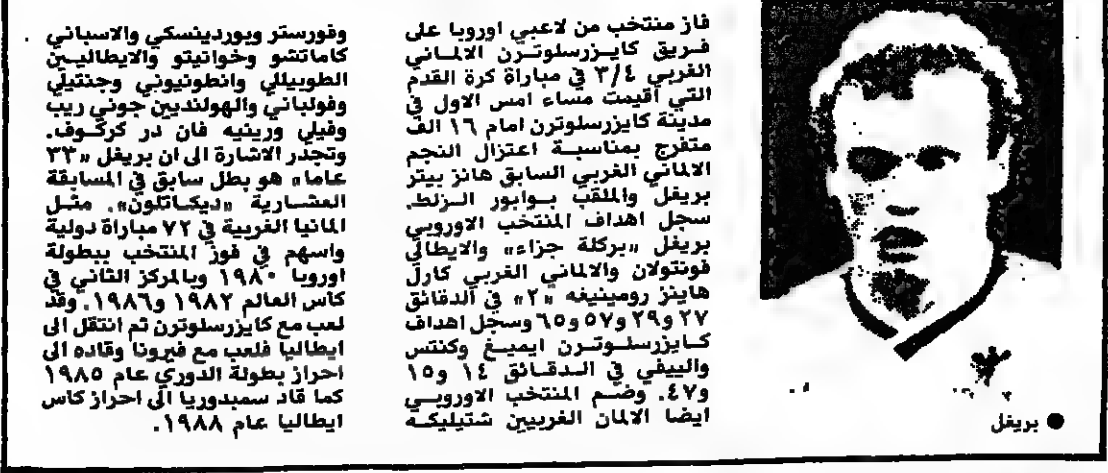 فاز منتخب من لاعبي اوروبا على
فريق كايزرسلوترن الالماني
الغربي ٣/٤ في مباراة كرة القدم
التي اقيمت مساء امس الاول في
مدينة كايزرسلوترن امام ١٦ الف
متفرج بمناسبة اعتزال النجم
الالماني الغربي السابق هانز بيتر
بريغل والملقب بوابور الزلط.
سجل اهداف المنتخب الاوروبي
بريغل «بركلة جزاء» والايطالي
فونتولان والالماني الغربي كارل
هاينز رومينيغه «٢» في الدقائق
٢٧ و٢٩ و٥٧ و٦٥ وسجل اهداف
كايزرسلوترن ايميغ وكنتس
والييفي في الدقائق ١٤ و١٥
و٤٧. وضم المنتخب الاوروبي
ايضا الالمان الغربيين شتيليكه
وفورستر وبوردينسكي والاسباني
كاماتشو وخوانيتو والايطاليين
الطوبيللي وانطونيوني وجنتيلي
وفولباني والهولنديين جوني ريب
وفيلي ورينيه فان در كركوف.
وتجدر الاشارة الى ان بريغل «٣٣
عاما» هو بطل سابق في المسابقة
العشارية «ديكاتلون». مثل
المانيا الغربية في ٧٢ مباراة دولية
واسهم في فوز المنتخب ببطولة
اوروبا ١٩٨٠ وبالمركز الثاني في
كأس العالم ١٩٨٢ و١٩٨٦. وقد
لعب مع كايزرسلوترن ثم انتقل الى
ايطاليا فلعب مع فيرونا وقاده الى
احراز بطولة الدوري عام ١٩٨٥
كما قاد سمبدوريا الى احراز كاس
ايطاليا عام ١٩٨٨.
● بريغل